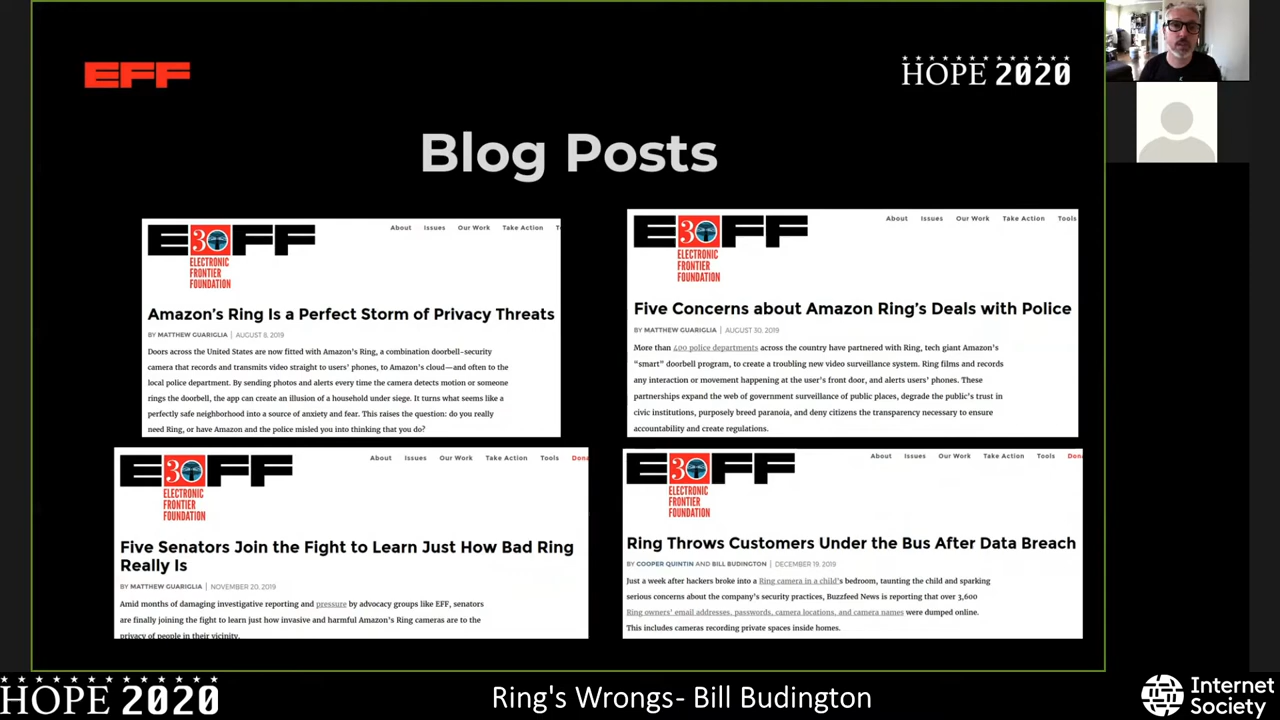 EFF
HOPE 2020
Blog Posts
E30FF
ELECTRONIC
FRONTIER
FOUNDATION
About Issues Our Work Take Action T
Amazon's Ring Is a Perfect Storm of Privacy Threats
BY MATTHEW GUARIGLIA | AUGUST 8, 2019
Doors across the United States are now fitted with Amazon's Ring, a combination doorbell-security
camera that records and transmits video straight to users' phones, to Amazon's cloud—and often to the
local police department. By sending photos and alerts every time the camera detects motion or someone
rings the doorbell, the app can create an illusion of a household under siege. It turns what seems like a
perfectly safe neighborhood into a source of anxiety and fear. This raises the question: do you really
need Ring, or have Amazon and the police misled you into thinking that you do?
E30FF
ELECTRONIC
FRONTIER
FOUNDATION
About Issues Our Work Take Action Tools
Five Concerns about Amazon Ring's Deals with Police
BY MATTHEW GUARIGLIA | AUGUST 30, 2019
More than 400 police departments across the country have partnered with Ring, tech giant Amazon's
"smart" doorbell program, to create a troubling new video surveillance system. Ring films and records
any interaction or movement happening at the user's front door, and alerts users' phones. These
partnerships expand the web of government surveillance of public places, degrade the public's trust in
civic institutions, purposely breed paranoia, and deny citizens the transparency necessary to ensure
accountability and create regulations.
E30FF
ELECTRONIC
FRONTIER
FOUNDATION
About Issues Our Work Take Action Tools Dona
Five Senators Join the Fight to Learn Just How Bad Ring
Really Is
BY MATTHEW GUARIGLIA | NOVEMBER 20, 2019
Amid months of damaging investigative reporting and pressure by advocacy groups like EFF, senators
are finally joining the fight to learn just how invasive and harmful Amazon's Ring cameras are to the
privacy of people in their vicinity.
E30FF
ELECTRONIC
FRONTIER
FOUNDATION
About Issues Our Work Take Action Tools Don
Ring Throws Customers Under the Bus After Data Breach
BY COOPER QUINTIN AND BILL BUDINGTON | DECEMBER 19, 2019
Just a week after hackers broke into a Ring camera in a child's bedroom, taunting the child and sparking
serious concerns about the company's security practices, Buzzfeed News is reporting that over 3,600
Ring owners' email addresses, passwords, camera locations, and camera names were dumped online.
This includes cameras recording private spaces inside homes.
HOPE 2020
Ring's Wrongs- Bill Budington
Internet
Society